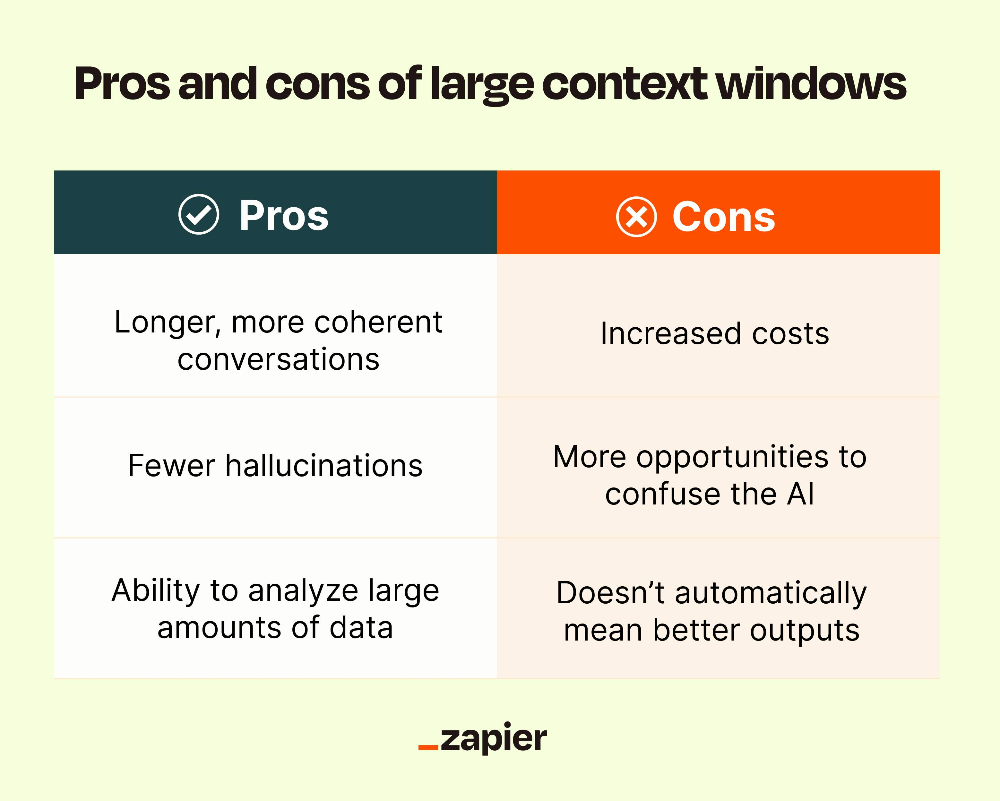 Pros and cons of large context windows
Pros
Cons
Longer, more coherent
conversations
Increased costs
Fewer hallucinations
More opportunities to
confuse the AI
Ability to analyze large
amounts of data
Doesn’t automatically
mean better outputs
_zapier